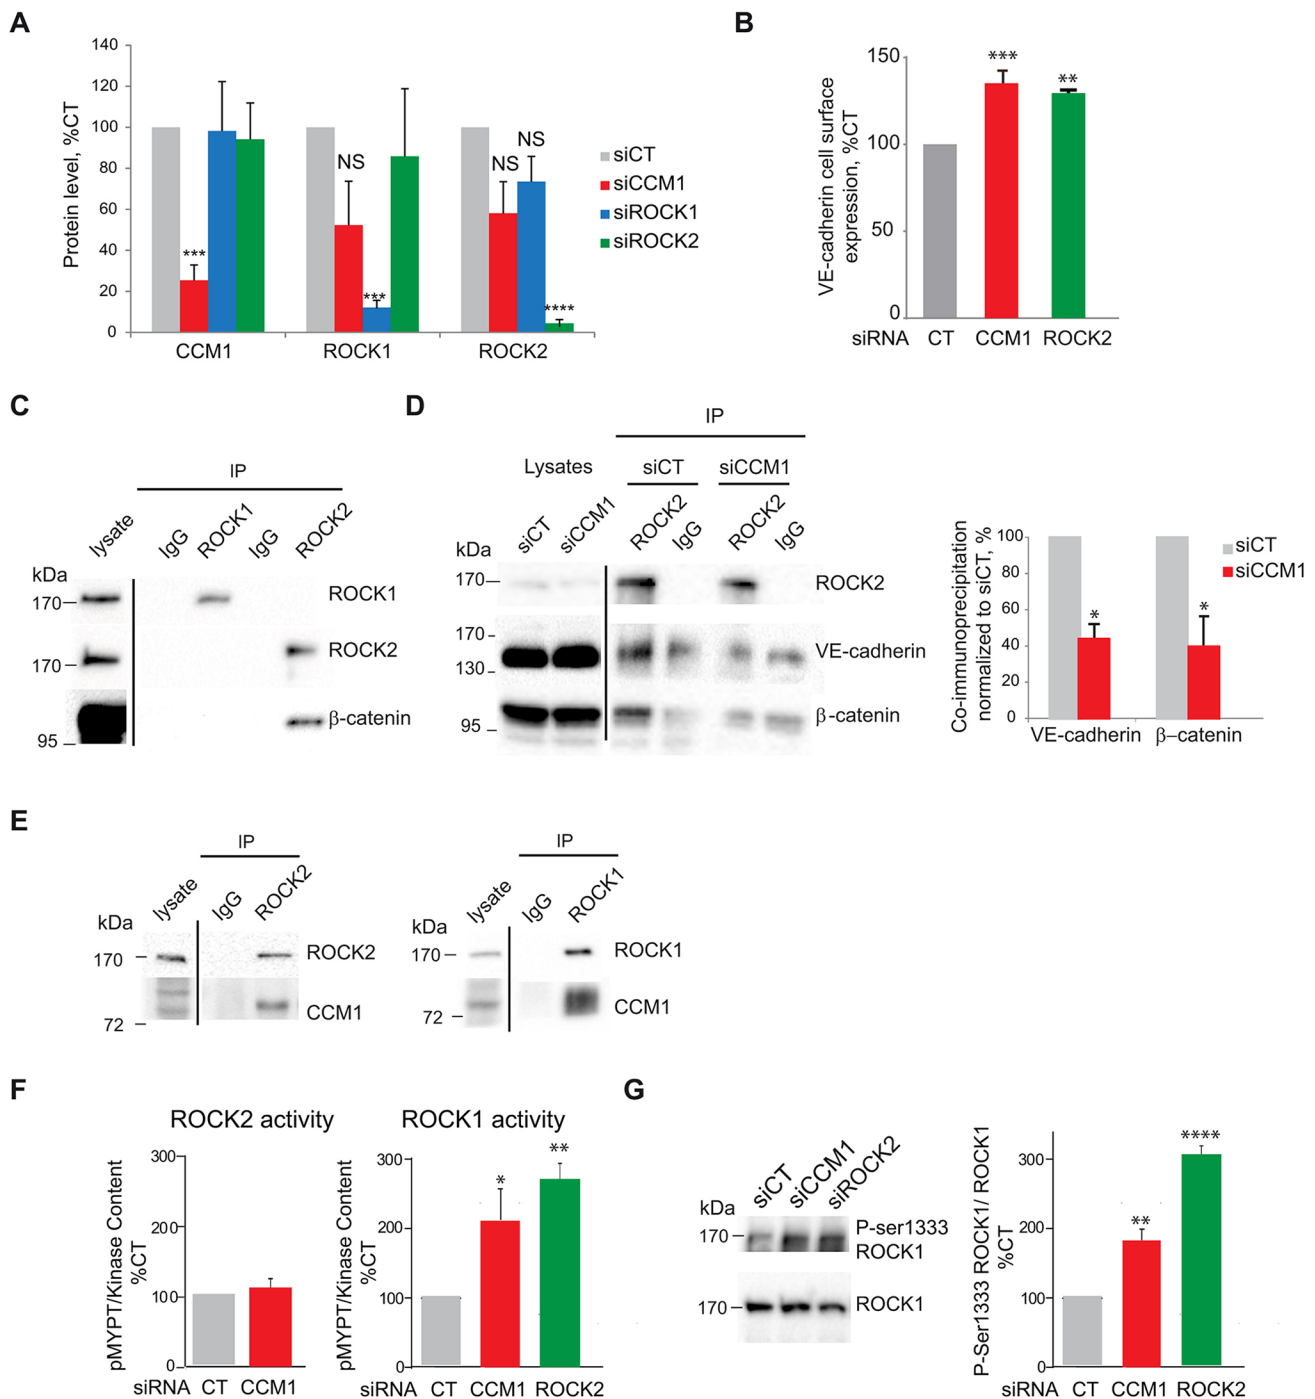 A
Protein level, %CT
140
120
100
80
60
40
20
0
***
NS
***
NS
NS
****
CCM1
ROCK1
ROCK2
siCT
siCCM1
siROCK1
siROCK2
B
VE-cadherin cell surface
expression, %CT
150
100
50
0
***
**
siRNA CT CCM1 ROCK2
C
IP
lysate
IgG
ROCK1
IgG
ROCK2
kDa
170
ROCK1
170
ROCK2
95
β-catenin
D
IP
Lysates
siCT
siCCM1
siCT
siCCM1
ROCK2
IgG
ROCK2
IgG
kDa
170
ROCK2
170
130
VE-cadherin
95
β-catenin
Co-immunoprecipitation
normalized to siCT, %
100
80
60
40
20
0
*
*
VE-cadherin
β–catenin
siCT
siCCM1
E
IP
lysate
IgG
ROCK2
kDa
170
ROCK2
72
CCM1
IP
lysate
IgG
ROCK1
kDa
170
ROCK1
72
CCM1
F
ROCK2 activity
pMYPT/Kinase Content
%CT
300
200
100
0
siRNA CT CCM1
ROCK1 activity
pMYPT/Kinase Content
%CT
300
200
100
0
*
**
siRNA CT CCM1 ROCK2
G
siCT
siCCM1
siROCK2
kDa
170
P-ser1333
ROCK1
170
ROCK1
P-Ser1333 ROCK1/ ROCK1
%CT
300
200
100
0
**
****
siRNA CT CCM1 ROCK2